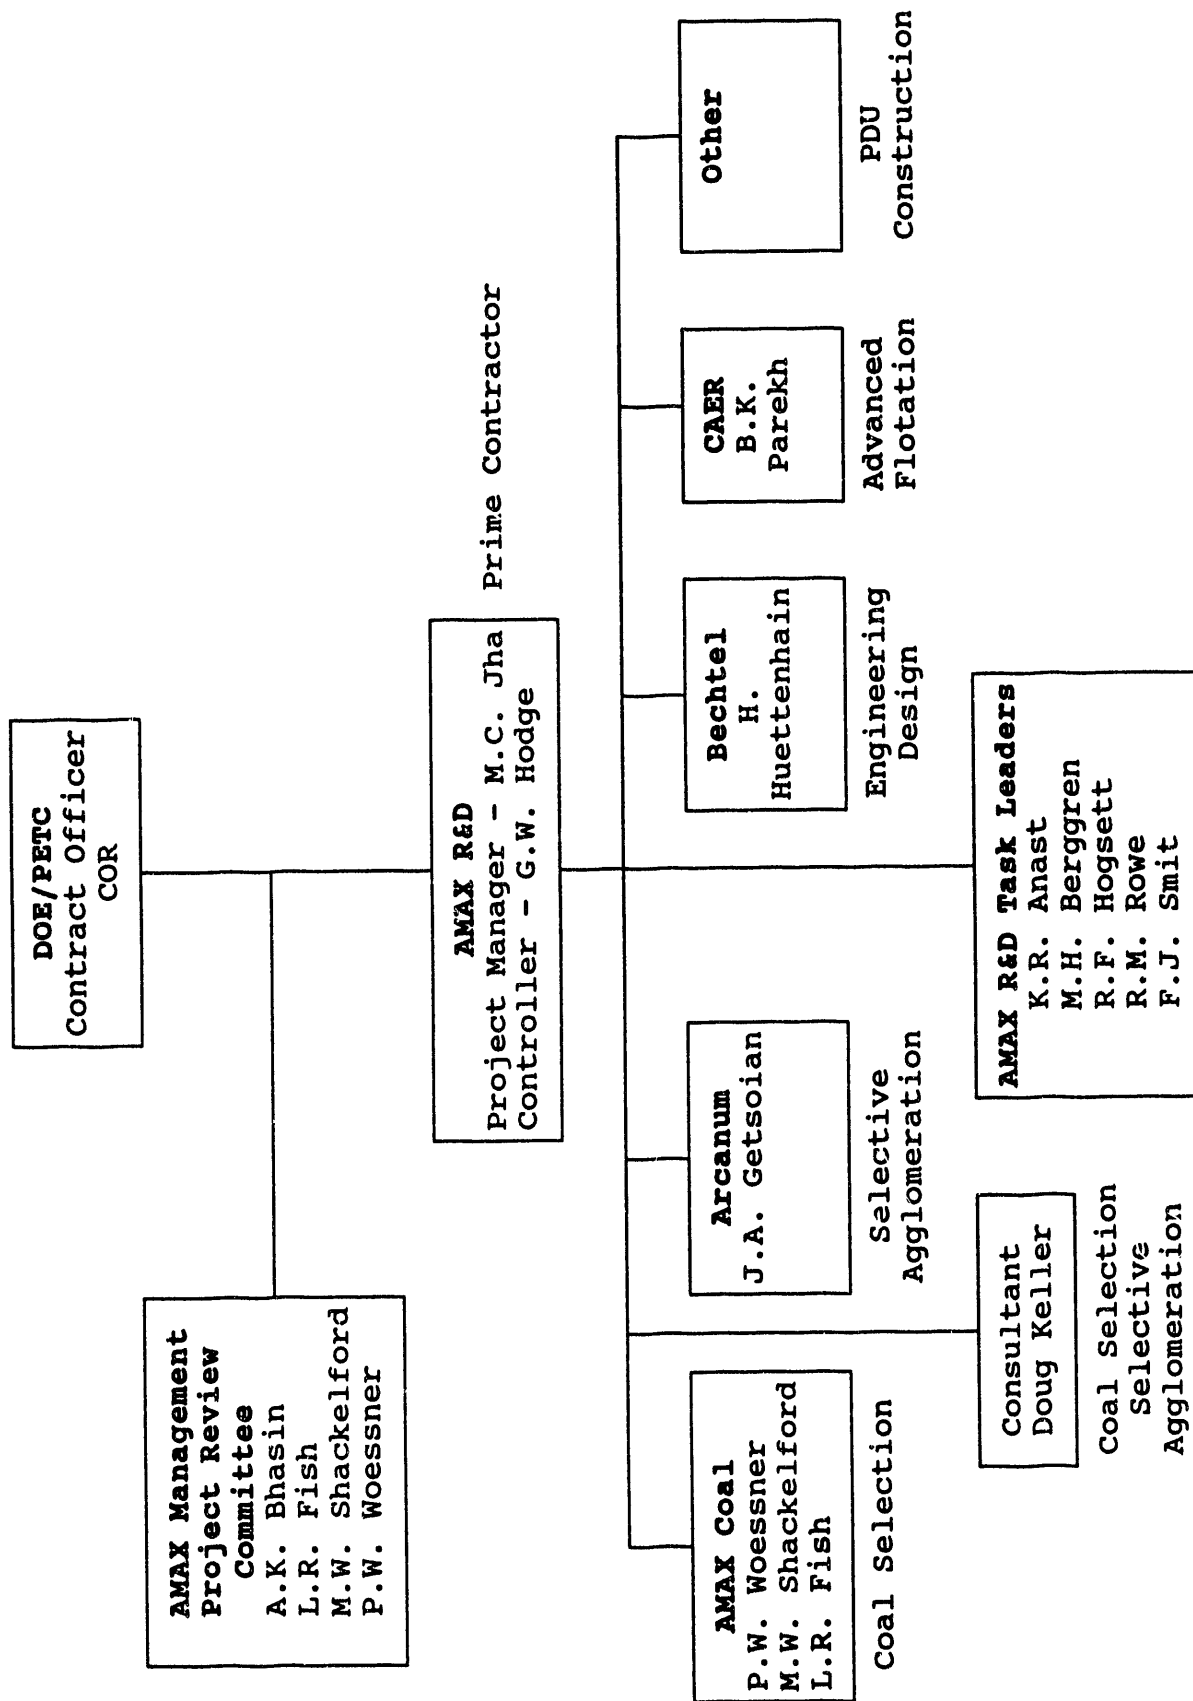 DOE/PETC
Contract Officer
COR
AMAX Management
Project Review
Committee
A.K. Bhasin
L.R. Fish
M.W. Shackelford
P.W. Woessner
AMAX R&D
Project Manager - M.C. Jha
Controller - G.W. Hodge
Prime Contractor
AMAX Coal
P.W. Woessner
M.W. Shackelford
L.R. Fish
Coal Selection
Arcanum
J.A. Getsoian
Selective
Agglomeration
Bechtel
H.
Huettenhain
Engineering
Design
CAER
B.K.
Parekh
Advanced
Flotation
Other
PDU
Construction
Consultant
Doug Keller
Coal Selection
Selective
Agglomeration
AMAX R&D Task Leaders
K.R. Anast
M.H. Berggren
R.F. Hogsett
R.M. Rowe
F.J. Smit